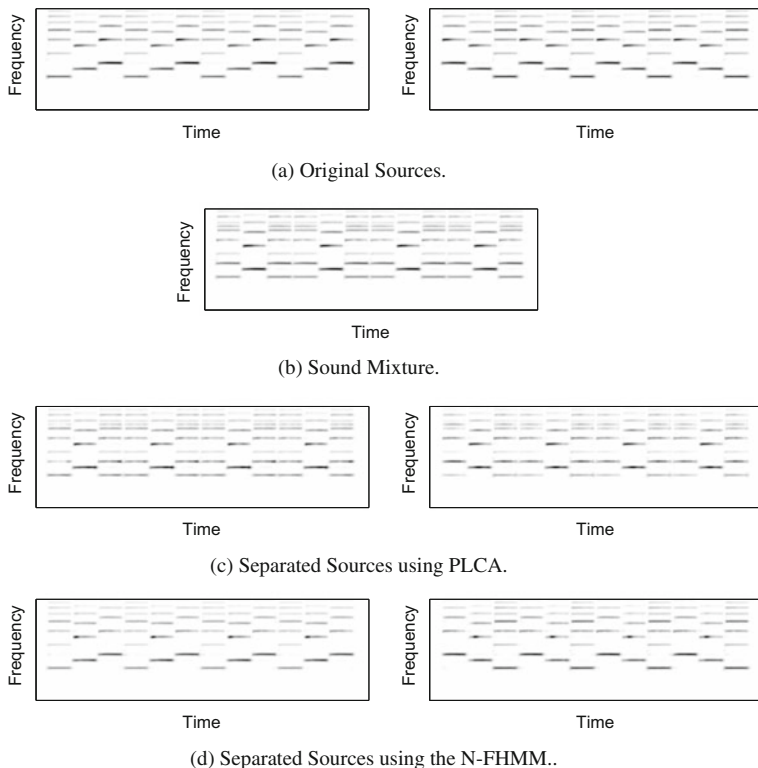 Frequency
Frequency
Time
Time
(a) Original Sources.
Frequency
Time
(b) Sound Mixture.
Frequency
Frequency
Time
Time
(c) Separated Sources using PLCA.
Frequency
Frequency
Time
Time
(d) Separated Sources using the N-FHMM..